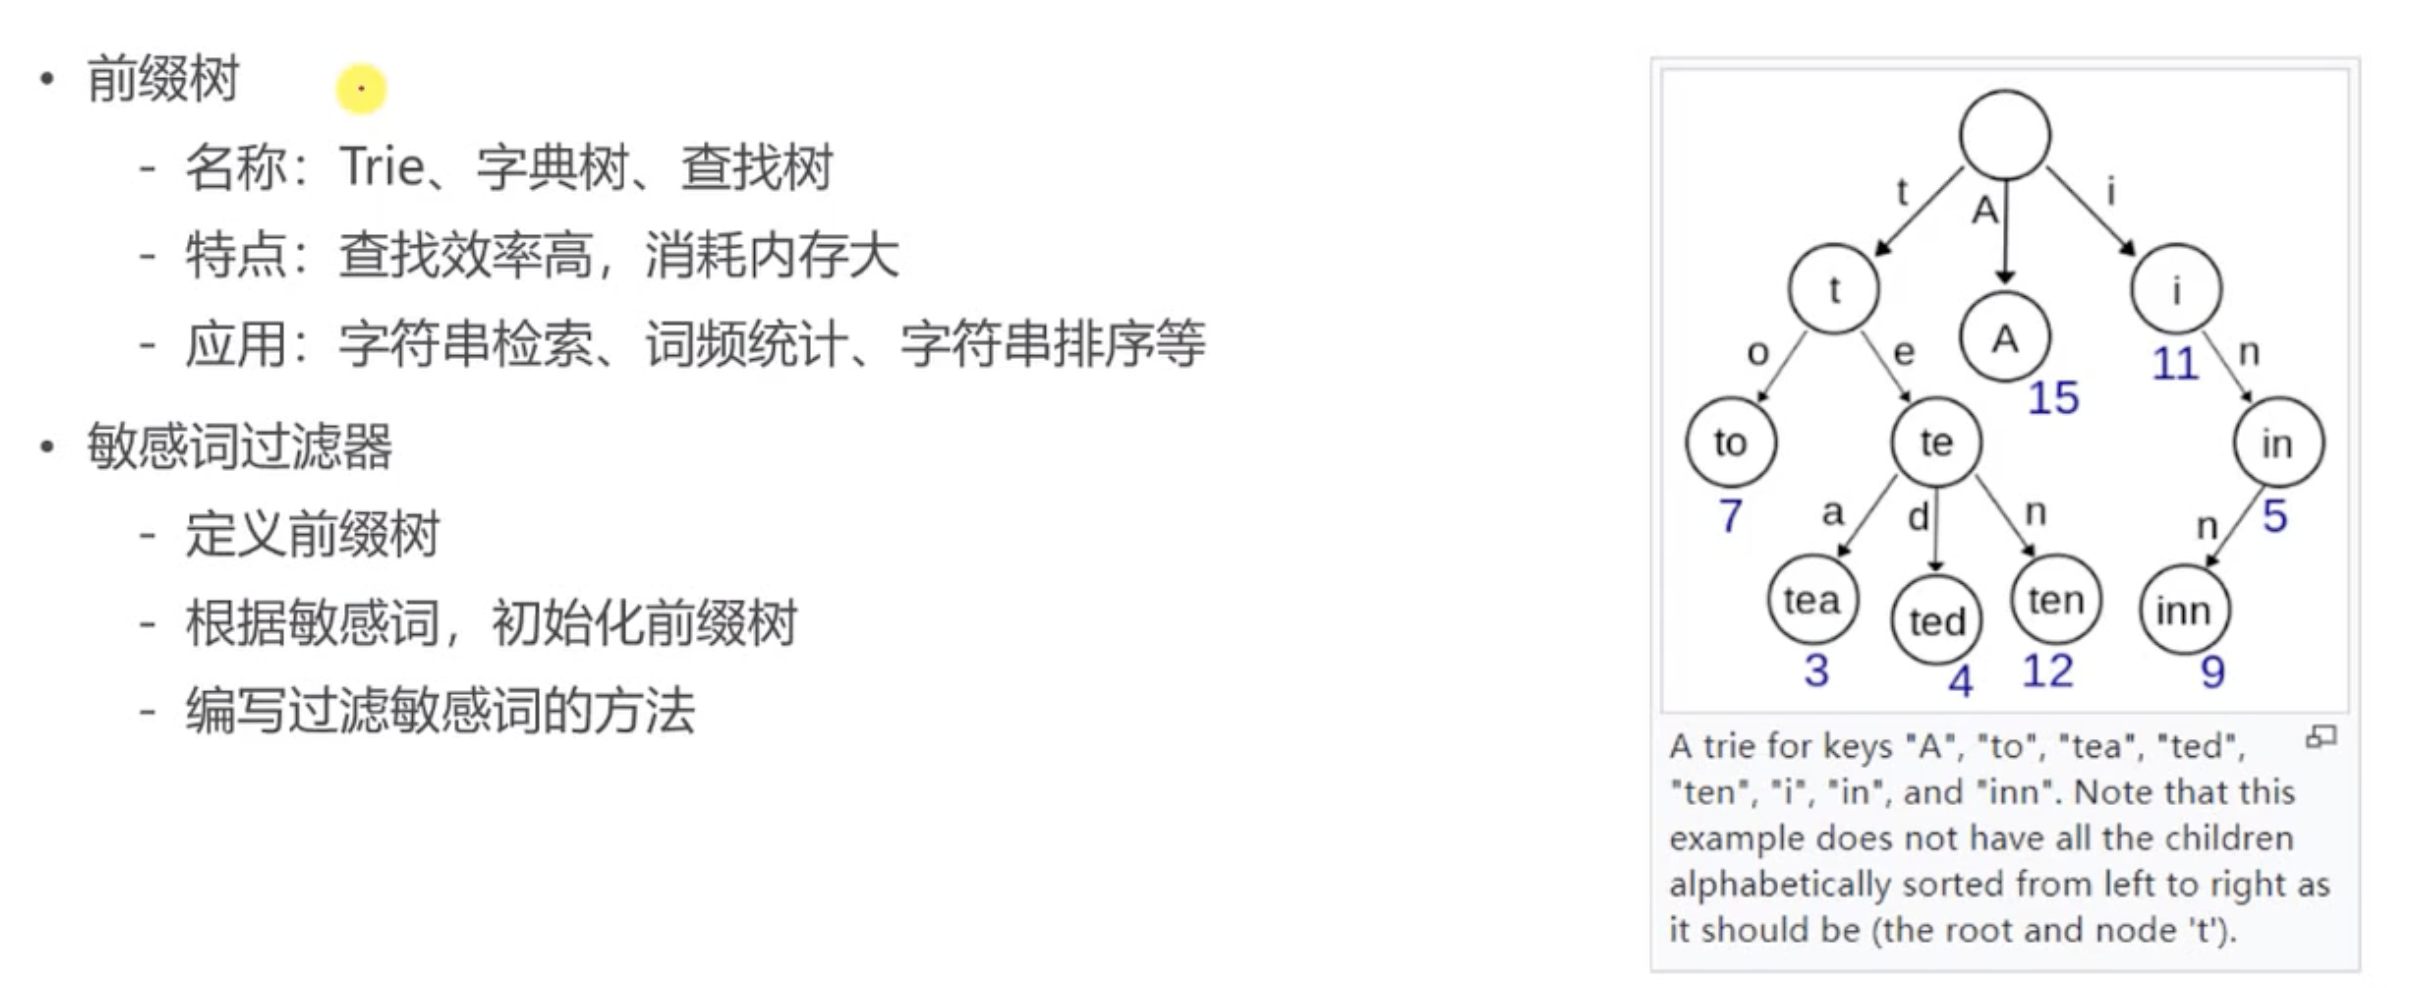 • 前缀树
- 名称：Trie、字典树、查找树
- 特点：查找效率高，消耗内存大
- 应用：字符串检索、词频统计、字符串排序等
• 敏感词过滤器
- 定义前缀树
- 根据敏感词，初始化前缀树
- 编写过滤敏感词的方法
t
A
i
t
A
i
15
11
o
e
n
to
te
in
7
5
a
d
n
n
tea
ted
ten
inn
3
4
12
9
A trie for keys "A", "to", "tea", "ted",
"ten", "i", "in", and "inn". Note that this
example does not have all the children
alphabetically sorted from left to right as
it should be (the root and node 't').